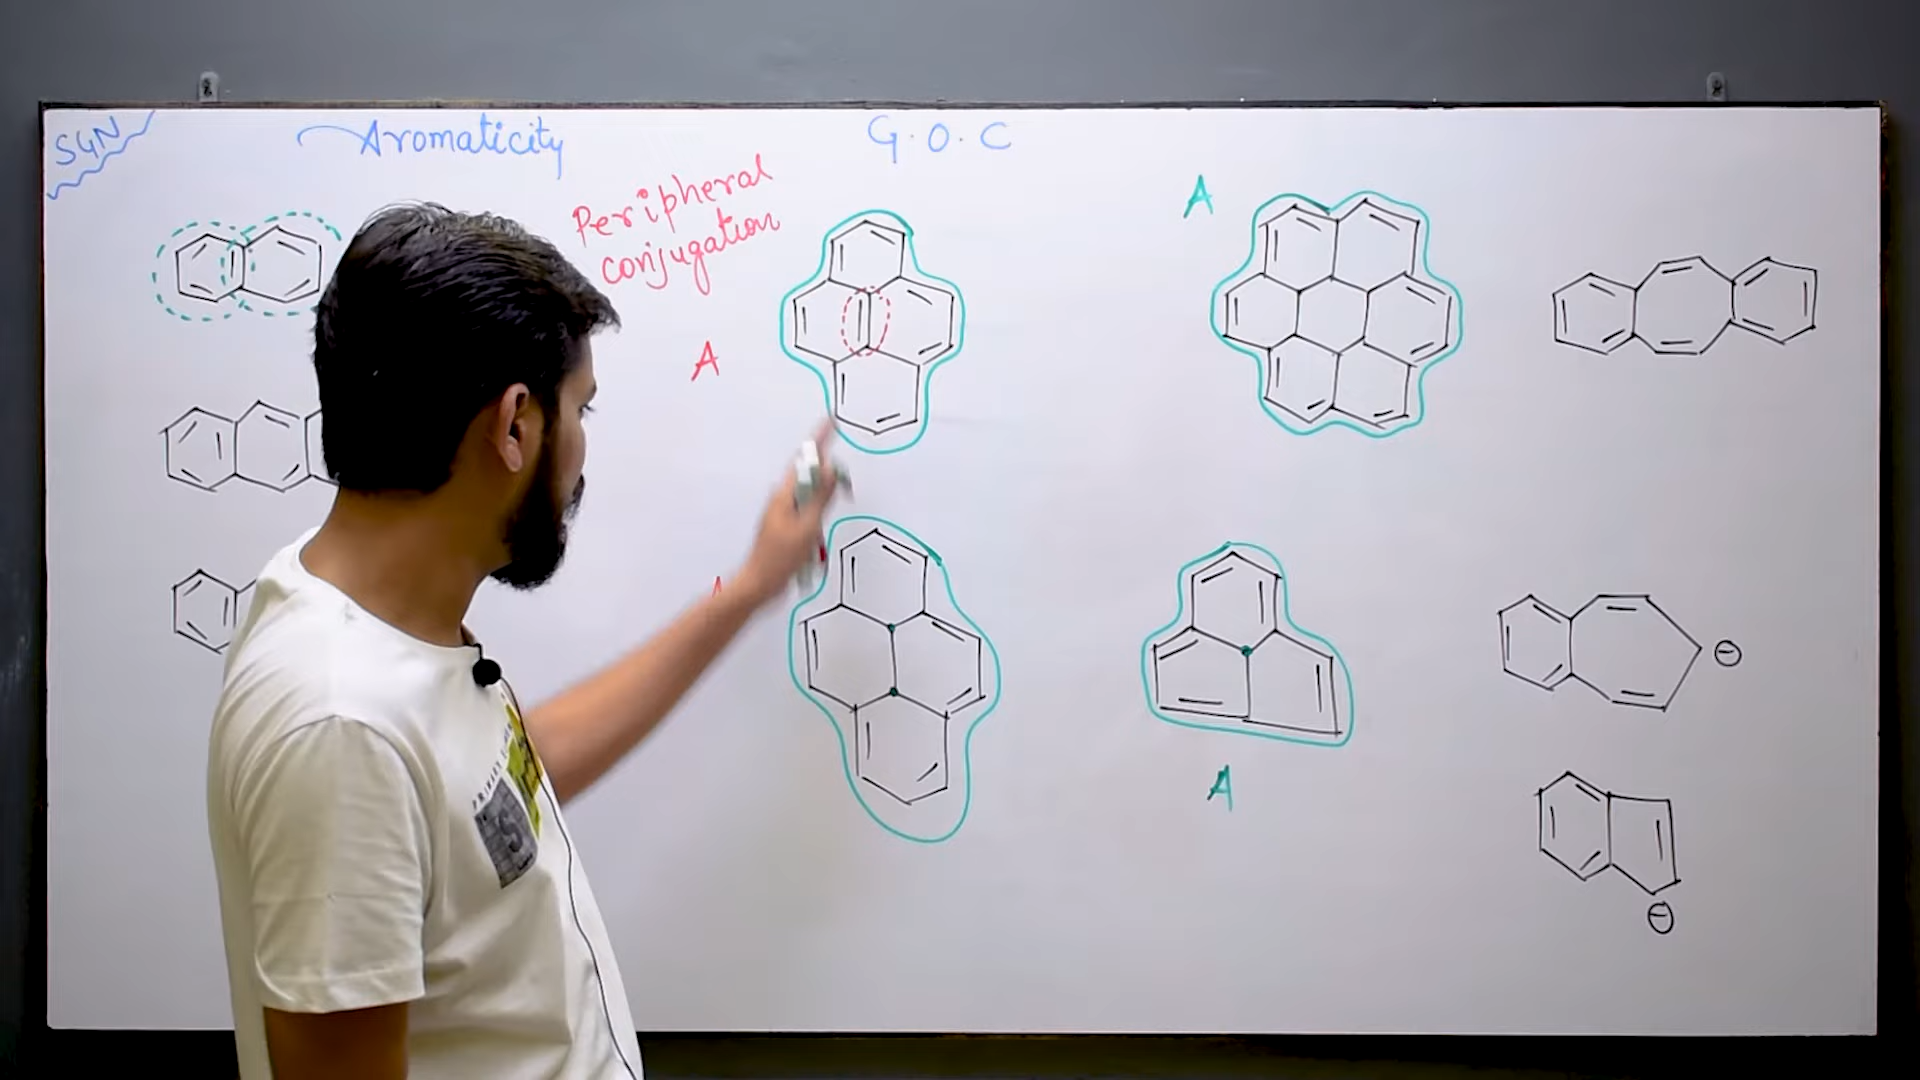 SGN
Aromaticity
G.O.C
Peripheral
conjugation
A
A
A
A
⊖
⊖
S